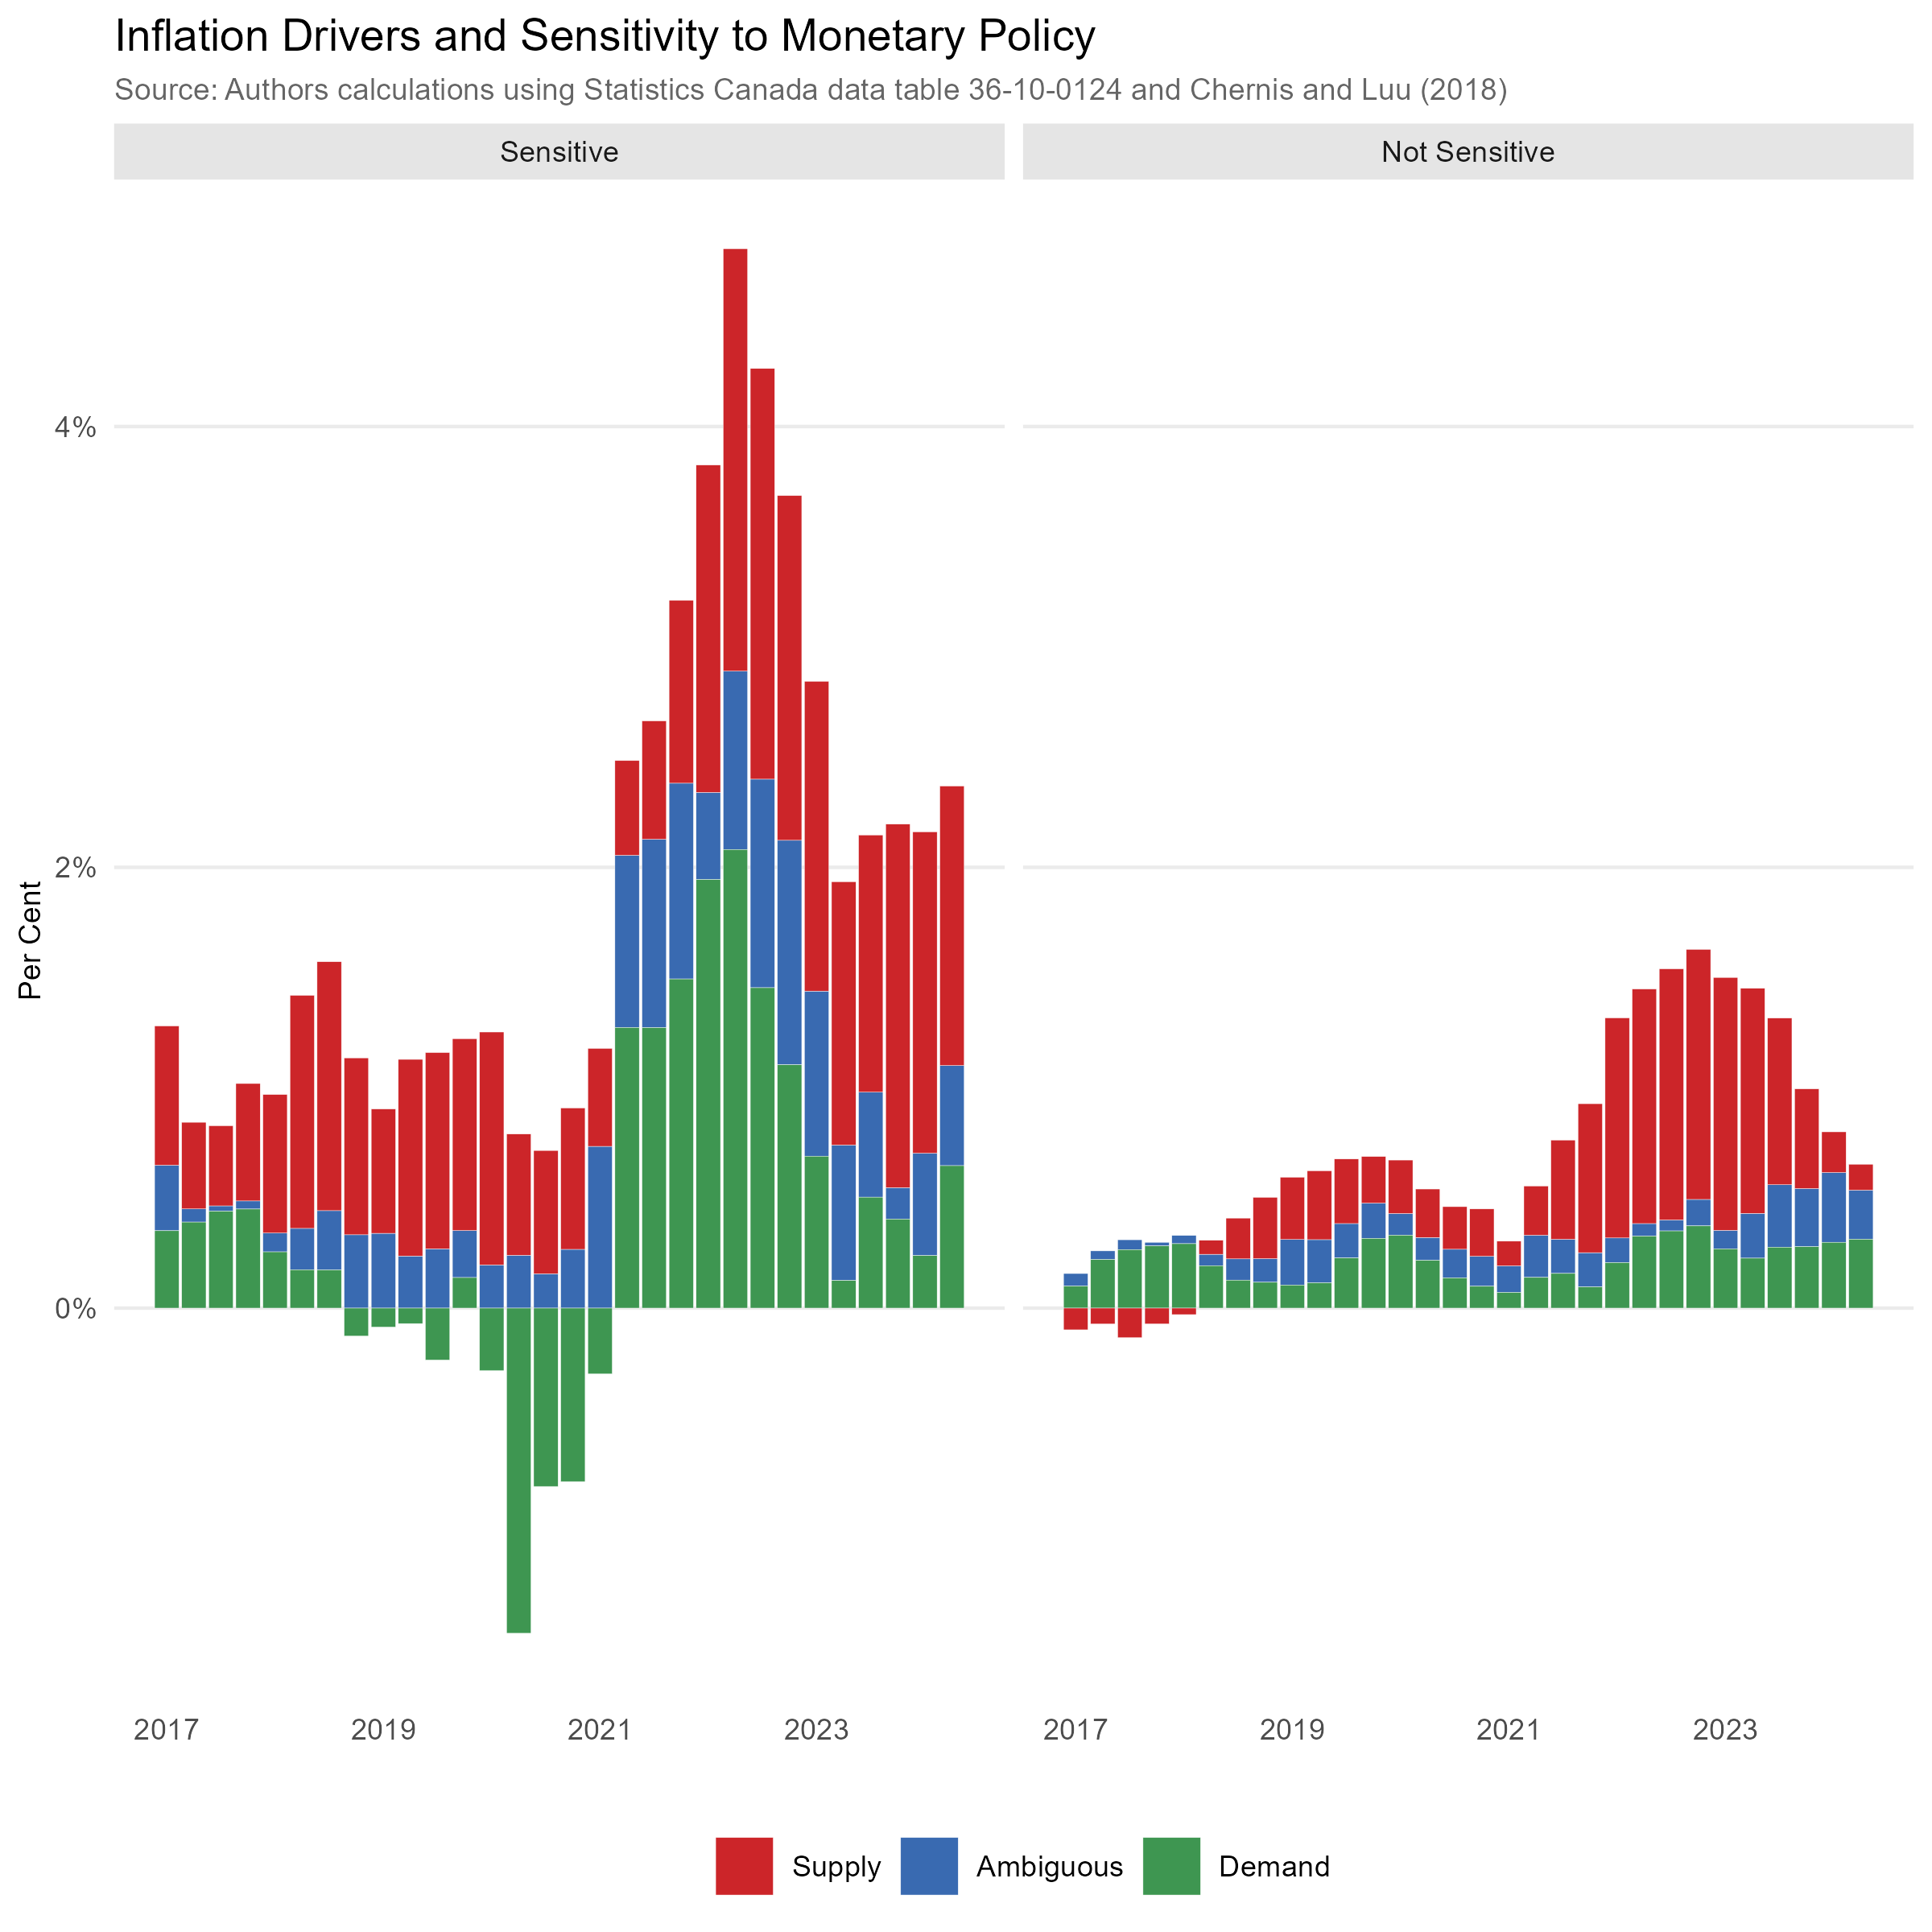 Inflation Drivers and Sensitivity to Monetary Policy
Source: Authors calculations using Statistics Canada data table 36-10-0124 and Chernis and Luu (2018)
Sensitive
Not Sensitive
Per Cent
4%
2%
0%
2017 2019 2021 2023
2017 2019 2021 2023
Supply Ambiguous Demand